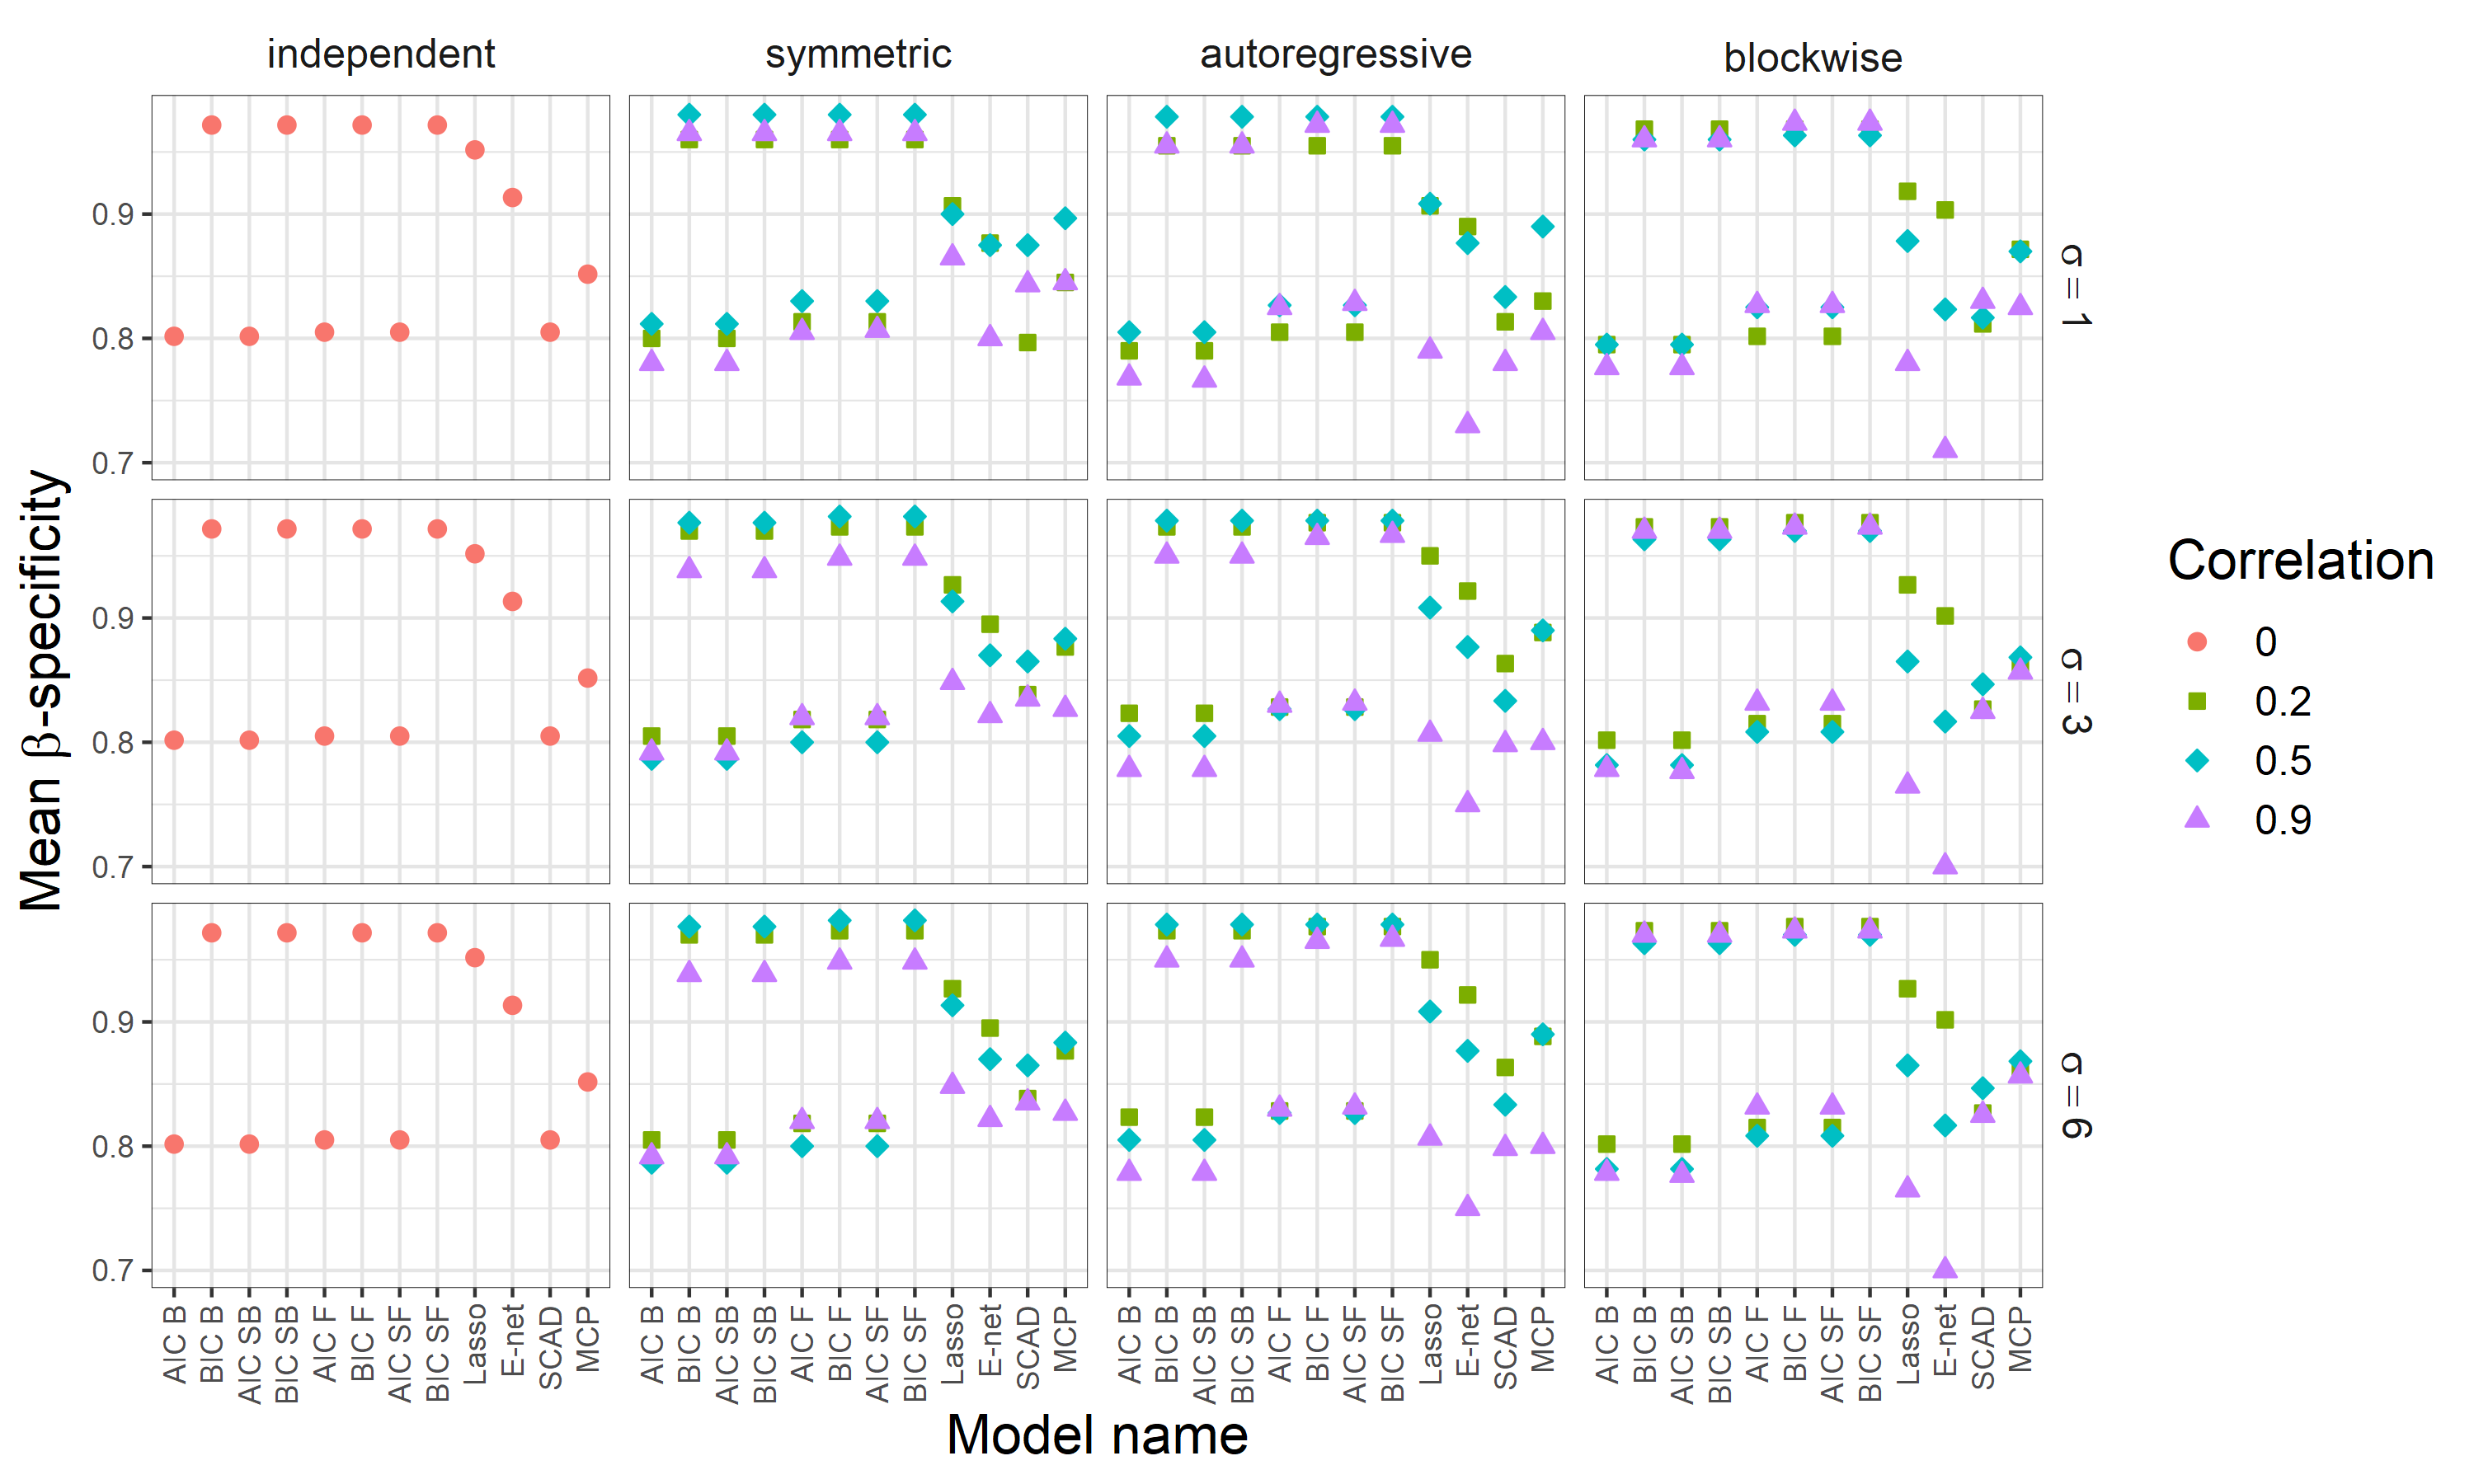 independent symmetric autoregressive blockwise
0.9
0.8
0.7
σ = 1
0.9
0.8
0.7
σ = 3
0.9
0.8
0.7
σ = 6
Mean β-specificity
AIC B BIC B AIC SB BIC SB AIC F BIC F AIC SF BIC SF Lasso E-net SCAD MCP
AIC B BIC B AIC SB BIC SB AIC F BIC F AIC SF BIC SF Lasso E-net SCAD MCP
AIC B BIC B AIC SB BIC SB AIC F BIC F AIC SF BIC SF Lasso E-net SCAD MCP
AIC B BIC B AIC SB BIC SB AIC F BIC F AIC SF BIC SF Lasso E-net SCAD MCP
Model name
Correlation
0
0.2
0.5
0.9